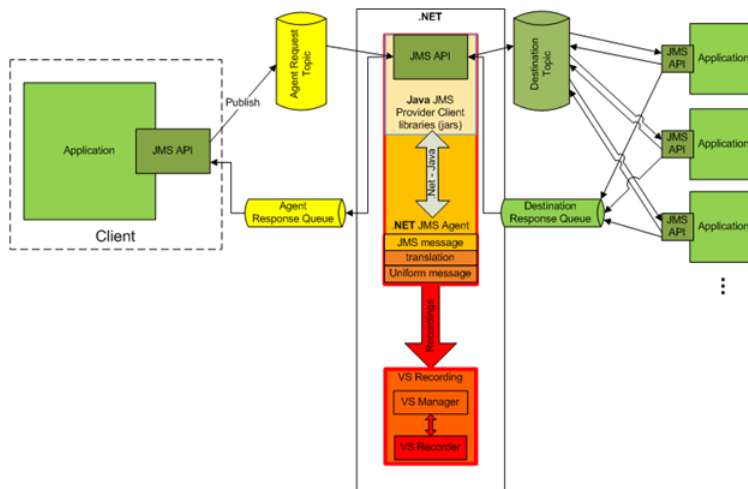 .NET
Agent Request
Topic
JMS API
Destination
Topic
JMS
API
Application
Publish
Java JMS
Provider Client
libraries (jars)
Application
JMS API
Client
Net - Java
JMS
API
Application
Agent
Response Queue
Destination
Response Queue
.NET JMS Agent
JMS message
translation
Uniform message
JMS
API
Application
...
Recordings
VS Recording
VS Manager
VS Recorder